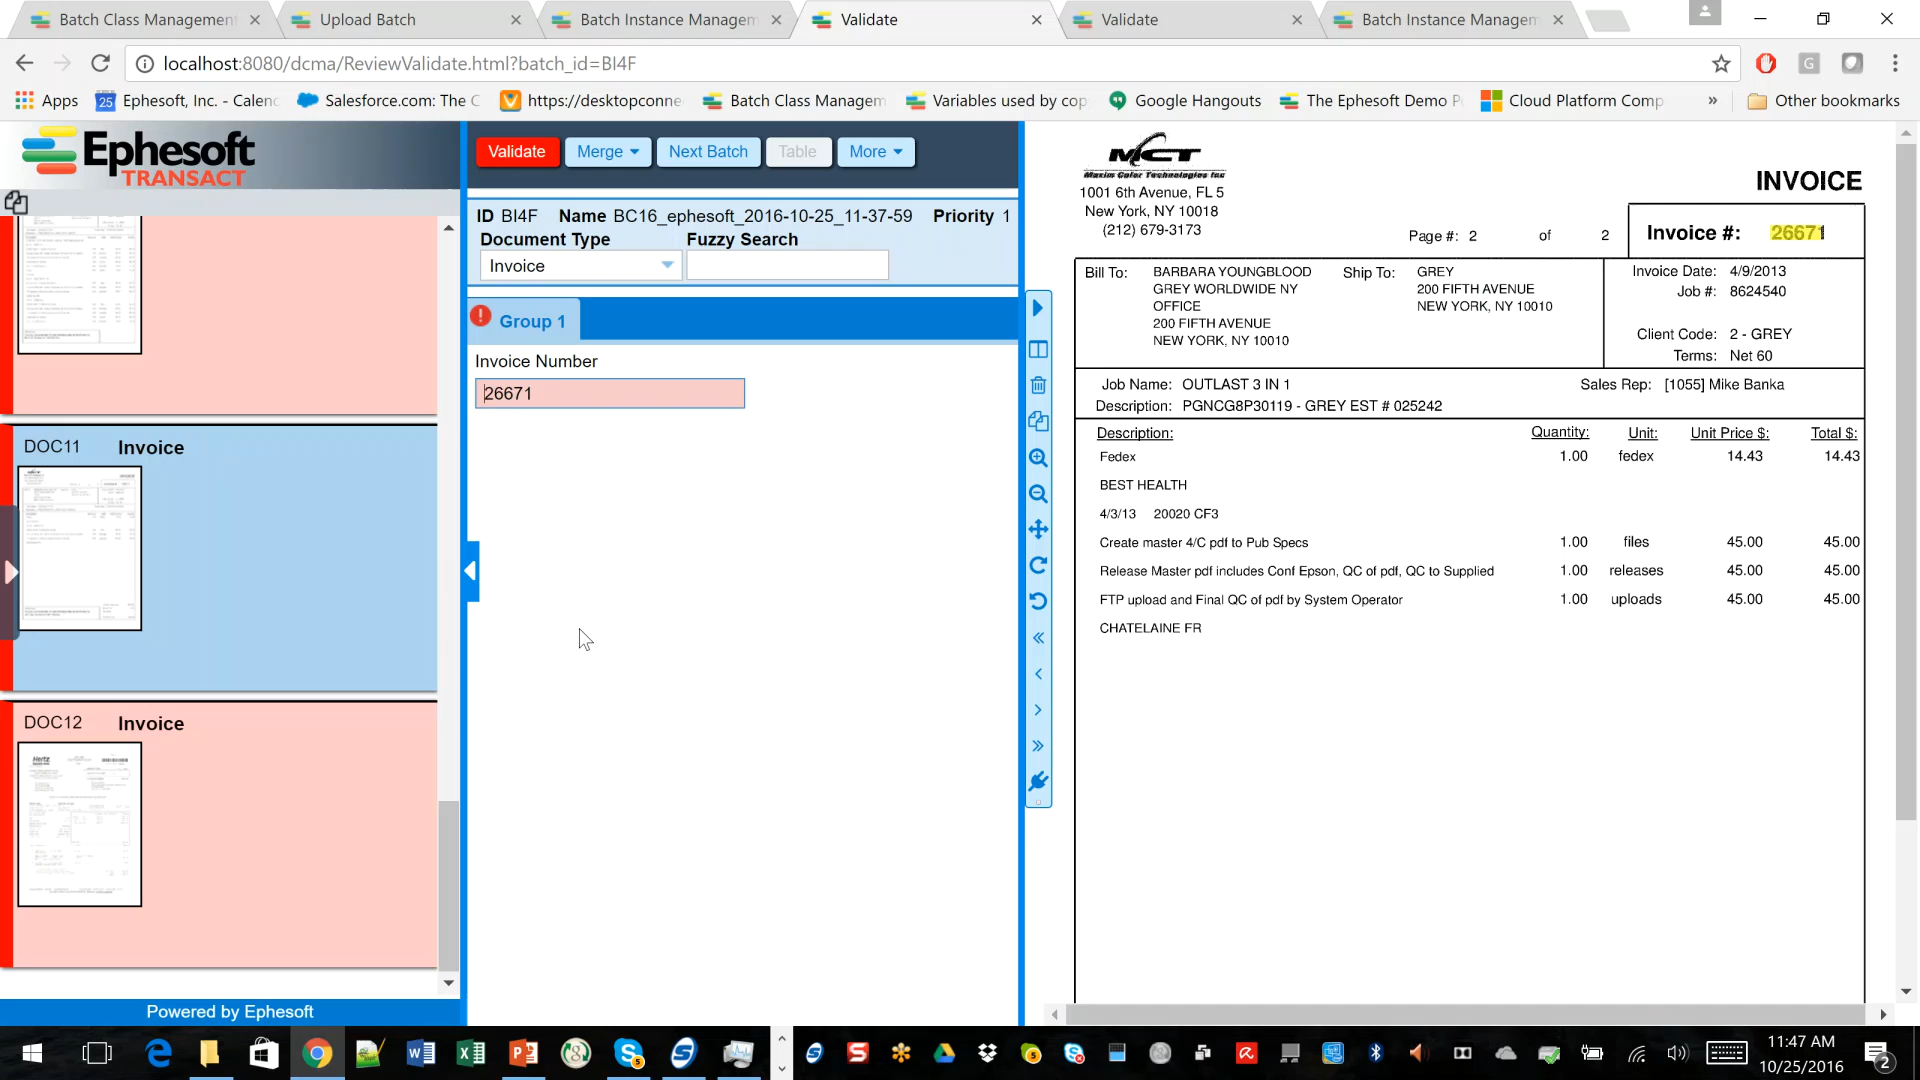 Batch Class Management
Upload Batch
Batch Instance Managem
Validate
Validate
Batch Instance Managem
localhost:8080/dcma/ReviewValidate.html?batch_id=BI4F
Apps
25
Ephesoft, Inc. - Calenc
Salesforce.com: The C
https://desktopconne
Batch Class Managem
Variables used by cop
Google Hangouts
The Ephesoft Demo P
Cloud Platform Comp
»
Other bookmarks
Ephesoft
TRANSACT
DOC11 Invoice
DOC12 Invoice
Hertz
Powered by Ephesoft
Validate
Merge
Next Batch
Table
More
ID BI4F Name BC16_ephesoft_2016-10-25_11-37-59 Priority 1
Document Type Fuzzy Search
Invoice
Group 1
Invoice Number
26671
MCT
Maxim Color Technologies Inc
1001 6th Avenue, FL 5
New York, NY 10018
(212) 679-3173
INVOICE
Page #: 2 of 2
Invoice #: 26671
Bill To: BARBARA YOUNGBLOOD
GREY WORLDWIDE NY
OFFICE
200 FIFTH AVENUE
NEW YORK, NY 10010
Ship To: GREY
200 FIFTH AVENUE
NEW YORK, NY 10010
Invoice Date: 4/9/2013
Job #: 8624540
Client Code: 2 - GREY
Terms: Net 60
Job Name: OUTLAST 3 IN 1 Sales Rep: [1055] Mike Banka
Description: PGNCG8P30119 - GREY EST # 025242
Description: Quantity: Unit: Unit Price $: Total $:
Fedex 1.00 fedex 14.43 14.43
BEST HEALTH
4/3/13 20020 CF3
Create master 4/C pdf to Pub Specs 1.00 files 45.00 45.00
Release Master pdf includes Conf Epson, QC of pdf, QC to Supplied 1.00 releases 45.00 45.00
FTP upload and Final QC of pdf by System Operator 1.00 uploads 45.00 45.00
CHATELAINE FR
11:47 AM
10/25/2016
2